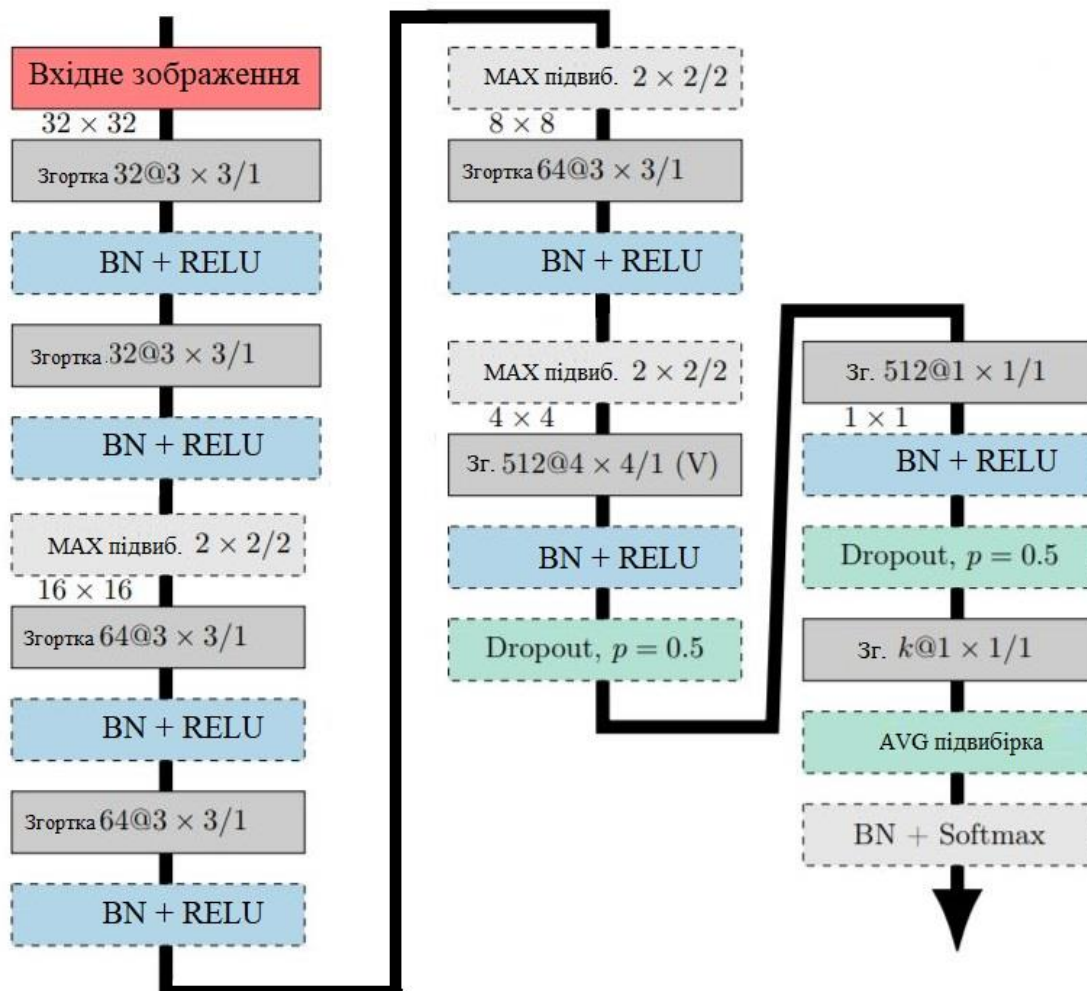 Вхідне зображення
32 × 32
Згортка 32@3 × 3/1
BN + RELU
Згортка 32@3 × 3/1
BN + RELU
MAX підвиб. 2 × 2/2
16 × 16
Згортка 64@3 × 3/1
BN + RELU
Згортка 64@3 × 3/1
BN + RELU
MAX підвиб. 2 × 2/2
8 × 8
Згортка 64@3 × 3/1
BN + RELU
MAX підвиб. 2 × 2/2
4 × 4
Зг. 512@4 × 4/1 (V)
BN + RELU
Dropout, p = 0.5
Зг. 512@1 × 1/1
1 × 1
BN + RELU
Dropout, p = 0.5
Зг. k@1 × 1/1
AVG підвибірка
BN + Softmax